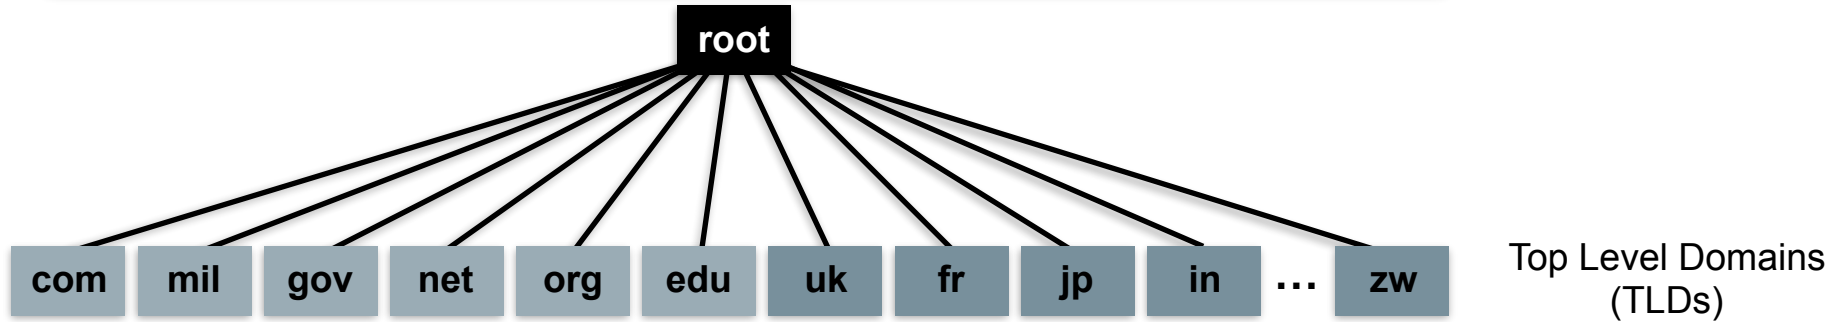 root
com mil gov net org edu uk fr jp in ... zw
Top Level Domains
(TLDs)